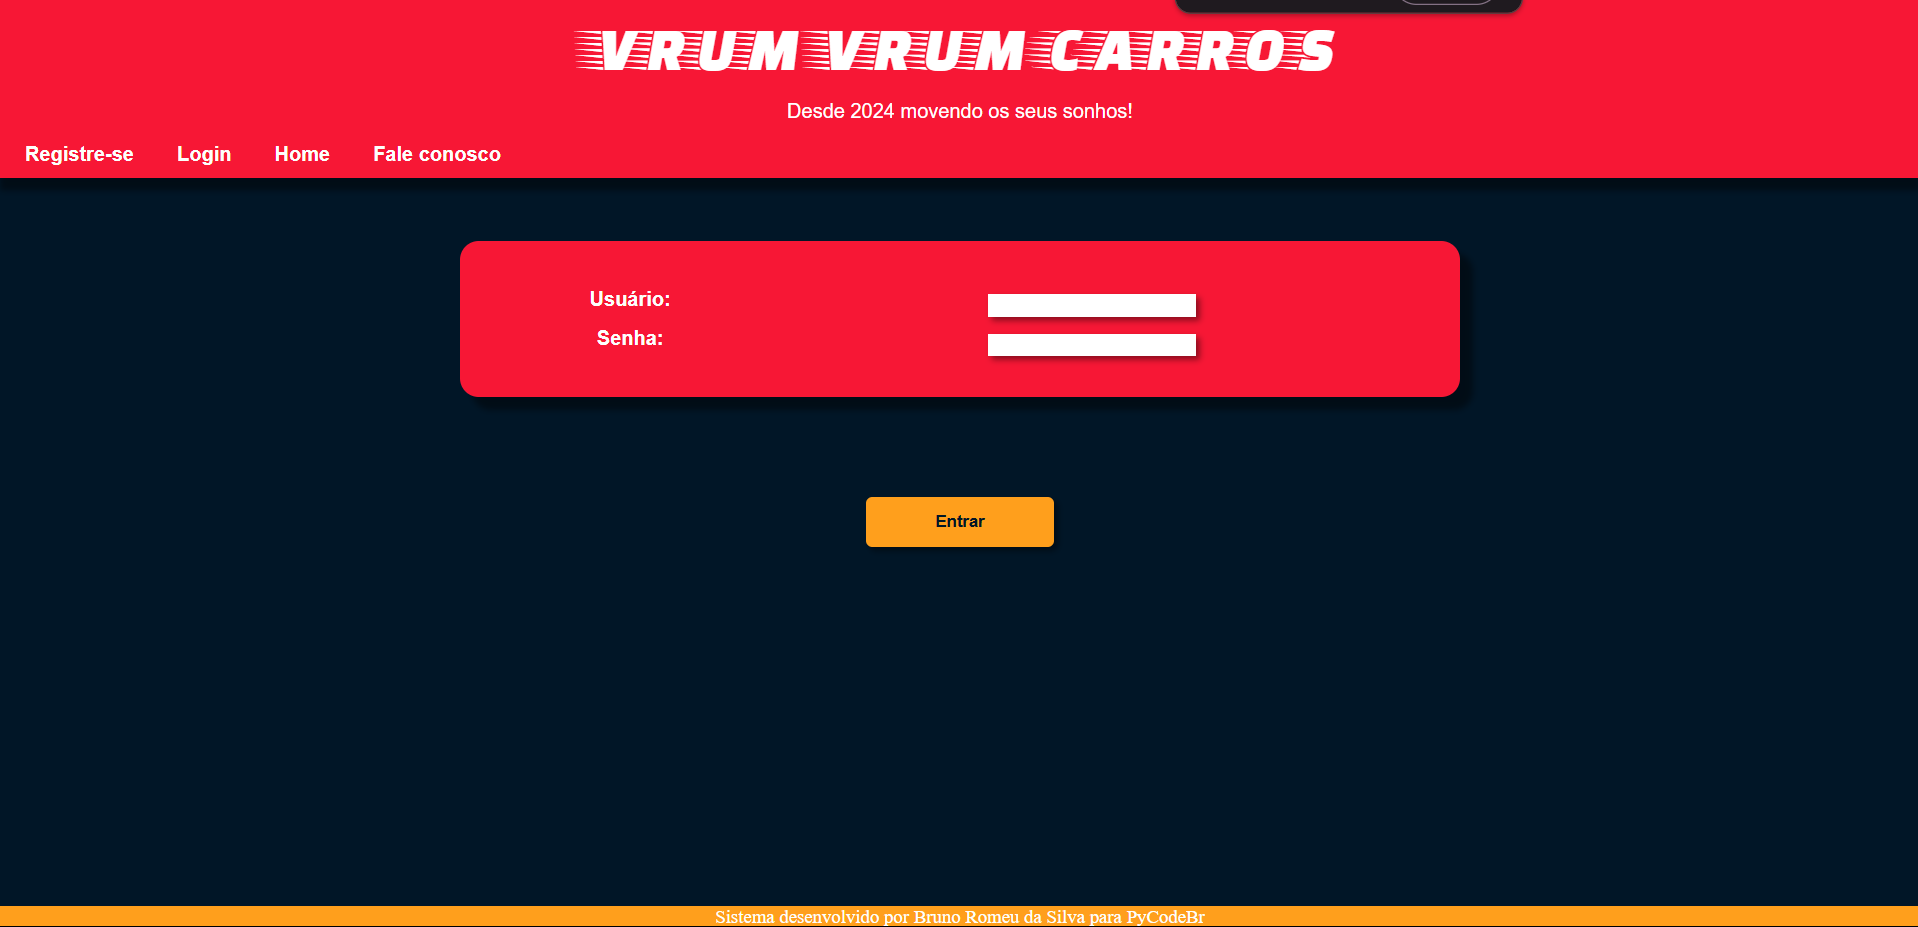 VRUM VRUM CARROS
Desde 2024 movendo os seus sonhos!
Registre-se Login Home Fale conosco
Usuário:
Senha:
Entrar
Sistema desenvolvido por Bruno Romeu da Silva para PyCodeBr